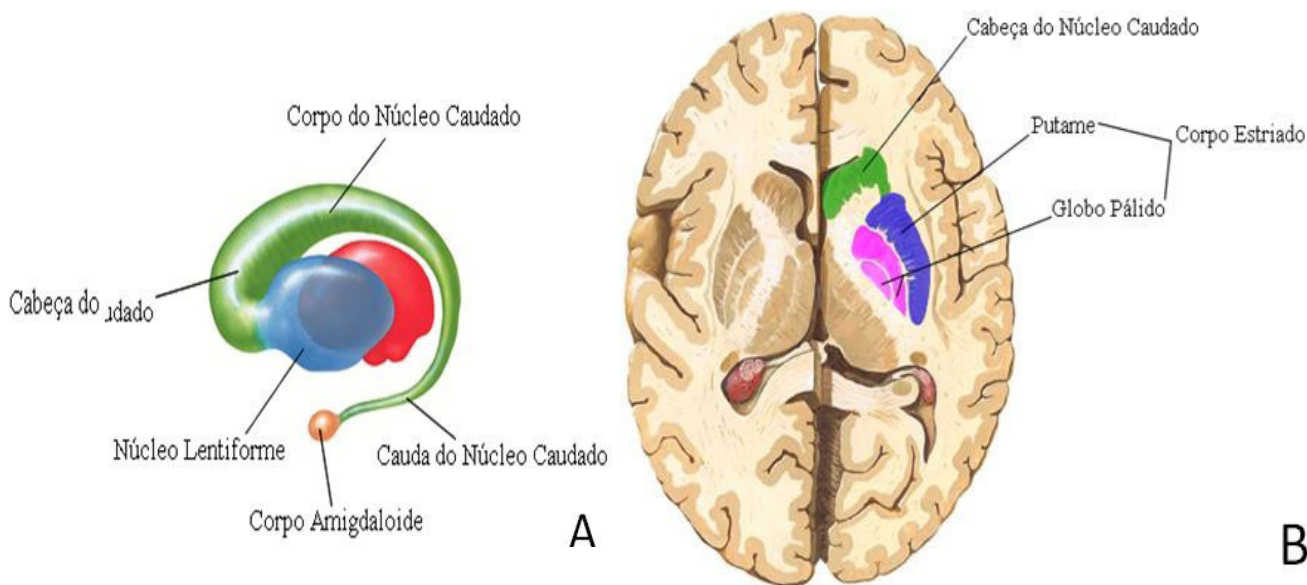 Corpo do Núcleo Caudado
Cabeça do udado
Núcleo Lentiforme
Cauda do Núcleo Caudado
Corpo Amigdaloide
A
Cabeça do Núcleo Caudado
Putame
Corpo Estriado
Globo Pálido
B